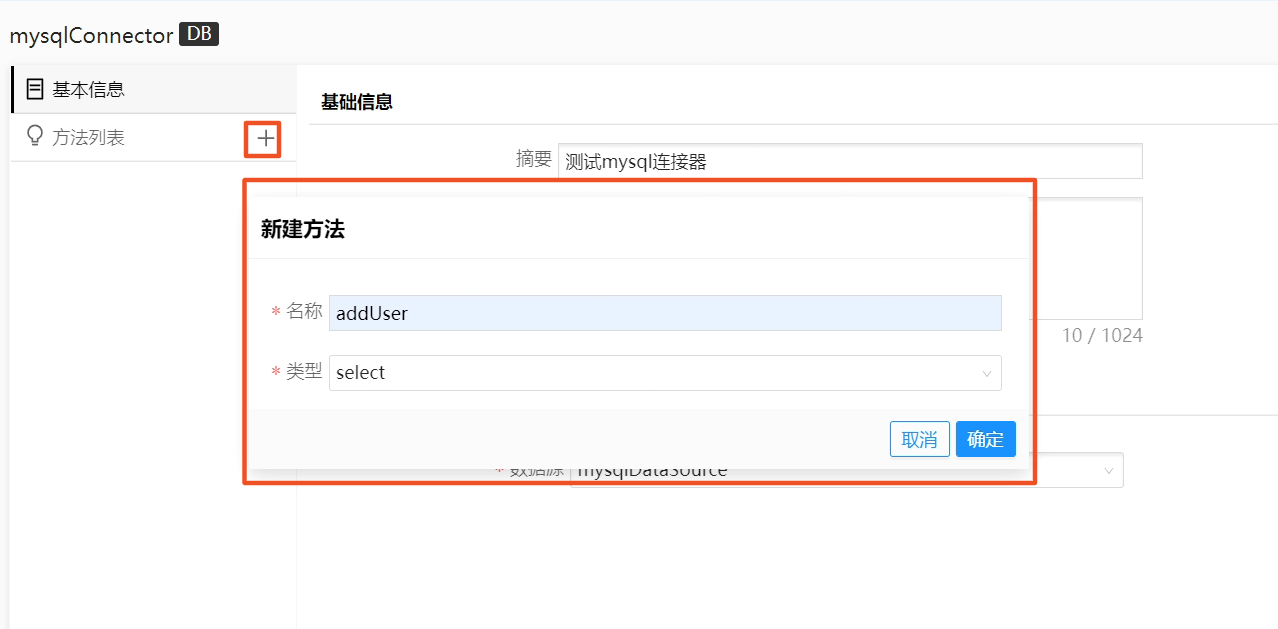 mysqlConnector DB
基本信息
方法列表
基础信息
摘要 测试mysql连接器
新建方法
* 名称 addUser
* 类型 select
10 / 1024
取消 确定
* 数据源 mysqlDataSource